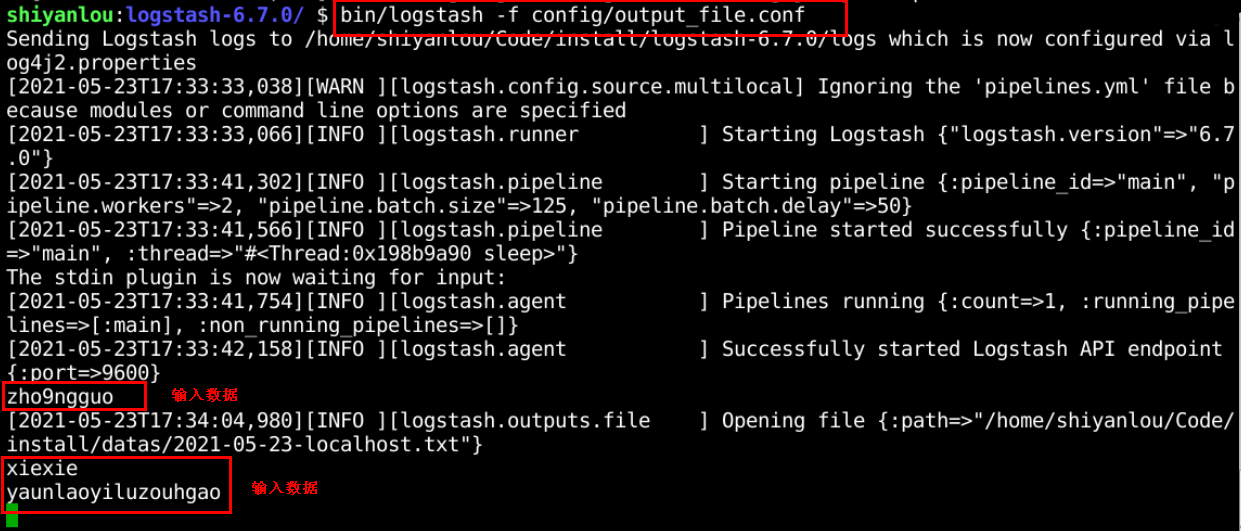 shiyanlou:logstash-6.7.0/ $ bin/logstash -f config/output_file.conf
Sending Logstash logs to /home/shiyanlou/Code/install/logstash-6.7.0/logs which is now configured via l
og4j2.properties
[2021-05-23T17:33:33,038][WARN ][logstash.config.source.multilocal] Ignoring the 'pipelines.yml' file b
ecause modules or command line options are specified
[2021-05-23T17:33:33,066][INFO ][logstash.runner          ] Starting Logstash {"logstash.version"=>"6.7
.0"}
[2021-05-23T17:33:41,302][INFO ][logstash.pipeline        ] Starting pipeline {:pipeline_id=>"main", "p
ipeline.workers"=>2, "pipeline.batch.size"=>125, "pipeline.batch.delay"=>50}
[2021-05-23T17:33:41,566][INFO ][logstash.pipeline        ] Pipeline started successfully {:pipeline_id
=>"main", :thread=>"#<Thread:0x198b9a90 sleep>"}
The stdin plugin is now waiting for input:
[2021-05-23T17:33:41,754][INFO ][logstash.agent           ] Pipelines running {:count=>1, :running_pipe
lines=>[:main], :non_running_pipelines=>[]}
[2021-05-23T17:33:42,158][INFO ][logstash.agent           ] Successfully started Logstash API endpoint
{:port=>9600}
zho9ngguo 输入数据
[2021-05-23T17:34:04,980][INFO ][logstash.outputs.file    ] Opening file {:path=>"/home/shiyanlou/Code/
install/datas/2021-05-23-localhost.txt"}
xiexie
yaunlaoyiluzouhgao 输入数据